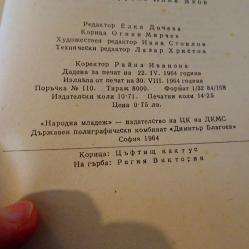 Редактор Елка Дочева
Корица Огнян Мирчев
Художествен редактор Иван Стоилов
Технически редактор Лазар Христов
Коректор Райна Иванова
Дадена за печат на 22. IV. 1964 година
Излязла от печат на 30. VIII. 1964 година
Поръчка № 110. Тираж 8000. Формат 1/32 84/108
Издателски коли 10·71. Печатни коли 14·25
Цена 0·75 лв.
«Народна младеж» — издателство на ЦК на ДКМС
Държавен полиграфически комбинат «Димитър Благоев»
София 1964
Корица: Цъфтящ кактус
На гърба: Рагия Виктория